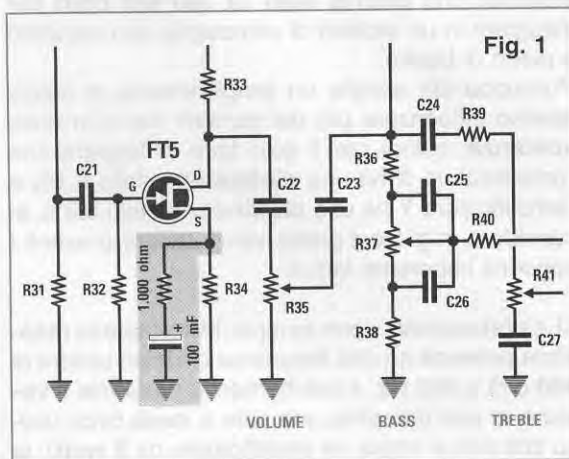 Fig. 1
R33
C24
R39
FT5
C21
G
D
S
R36
C22
C23
C25
R37
R40
R31
R32
1.000 ohm
R34
R35
C26
R41
+
100 mF
R38
C27
VOLUME
BASS
TREBLE